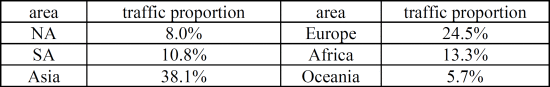 area traffic proportion area traffic proportion
NA 8.0% Europe 24.5%
SA 10.8% Africa 13.3%
Asia 38.1% Oceania 5.7%